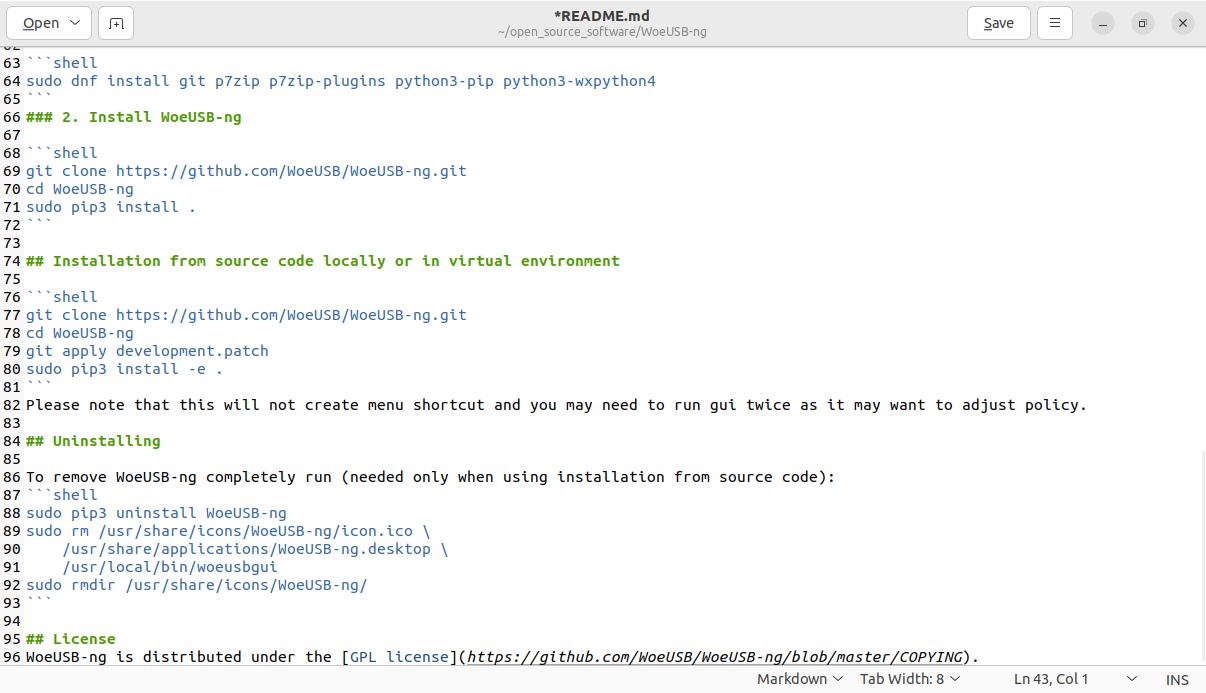 Open
*README.md
~/open_source_software/WoeUSB-ng
Save
62
63 ```shell
64 sudo dnf install git p7zip p7zip-plugins python3-pip python3-wxpython4
65 ```
66 ### 2. Install WoeUSB-ng
67
68 ```shell
69 git clone https://github.com/WoeUSB/WoeUSB-ng.git
70 cd WoeUSB-ng
71 sudo pip3 install .
72 ```
73
74 ## Installation from source code locally or in virtual environment
75
76 ```shell
77 git clone https://github.com/WoeUSB/WoeUSB-ng.git
78 cd WoeUSB-ng
79 git apply development.patch
80 sudo pip3 install -e .
81 ```
82 Please note that this will not create menu shortcut and you may need to run gui twice as it may want to adjust policy.
83
84 ## Uninstalling
85
86 To remove WoeUSB-ng completely run (needed only when using installation from source code):
87 ```shell
88 sudo pip3 uninstall WoeUSB-ng
89 sudo rm /usr/share/icons/WoeUSB-ng/icon.ico \
90     /usr/share/applications/WoeUSB-ng.desktop \
91     /usr/local/bin/woeusbgui
92 sudo rmdir /usr/share/icons/WoeUSB-ng/
93 ```
94
95 ## License
96 WoeUSB-ng is distributed under the [GPL license](https://github.com/WoeUSB/WoeUSB-ng/blob/master/COPYING).
Markdown
Tab Width: 8
Ln 43, Col 1
INS